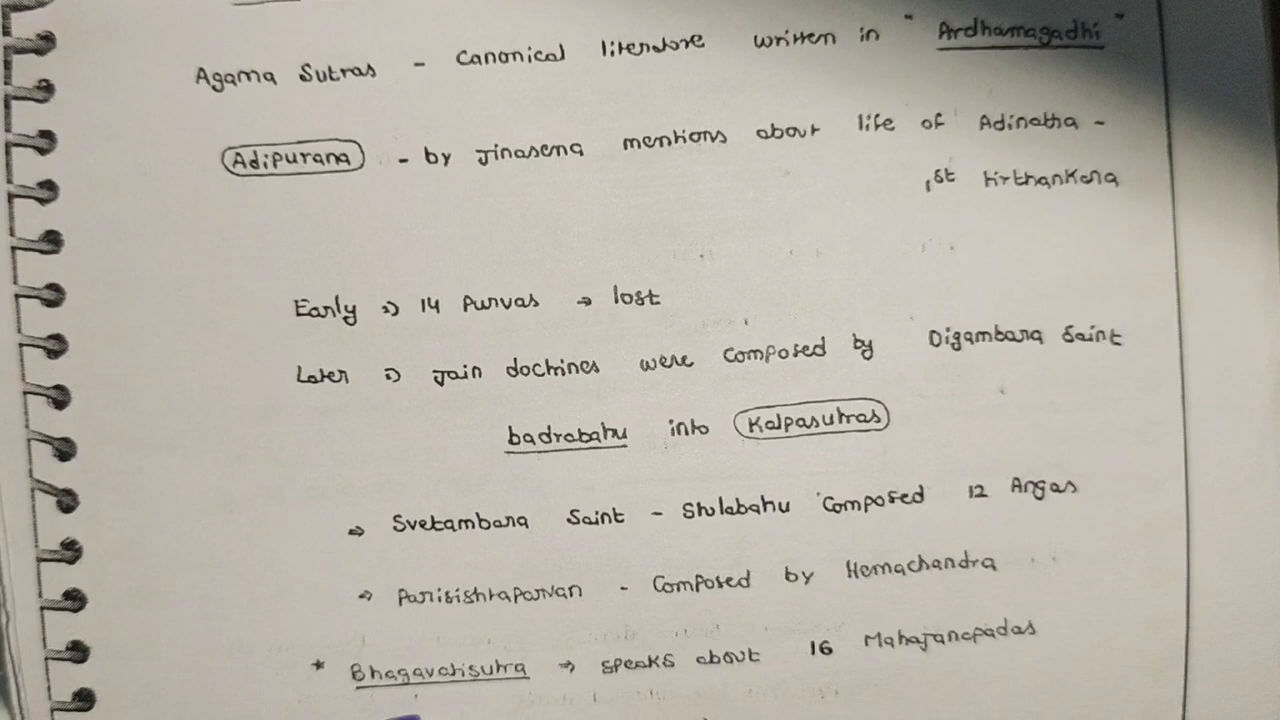 Agama Sutras - Canonical literature written in "Ardhamagadhi"
Adipurana - by Jinasena mentions about life of Adinatha -
1st tirthankara
Early ⇒ 14 Purvas → lost
Later ⇒ Jain doctrines were composed by Digambara Saint
badrabahu into Kalpasutras
⇒ Svetambara Saint - Stulabahu Composed 12 Angas
⇒ Parisishtaparvan - Composed by Hemachandra
* Bhagavatisutra ⇒ speaks about 16 Mahajanapadas